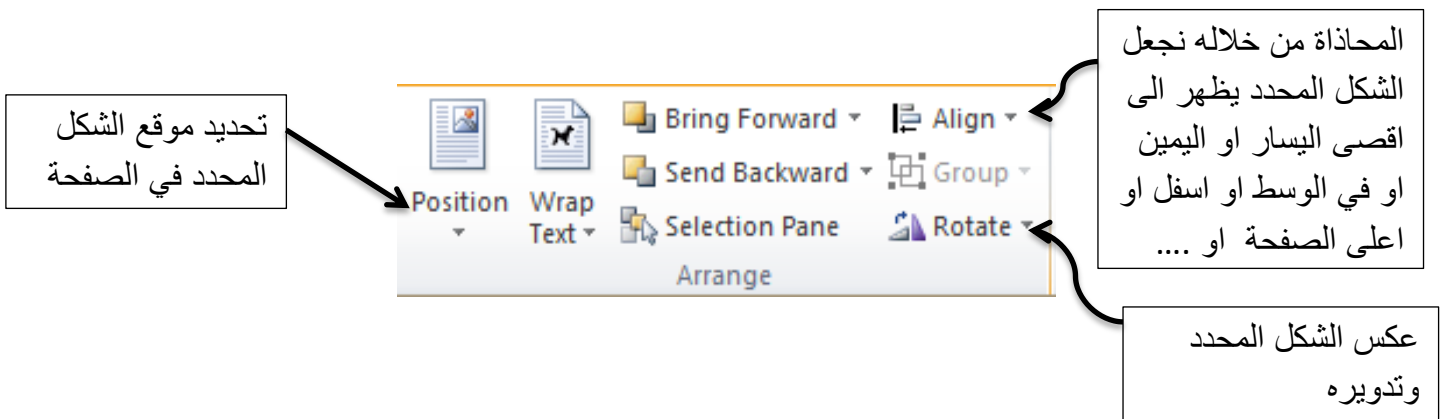 المحاذاة من خلاله نجعل
الشكل المحدد يظهر الى
اقصى اليسار او اليمين
او في الوسط او اسفل او
اعلى الصفحة او ....
تحديد موقع الشكل
المحدد في الصفحة
Position
Wrap
Text
Bring Forward
Send Backward
Selection Pane
Align
Group
Rotate
Arrange
عكس الشكل المحدد
وتدويره